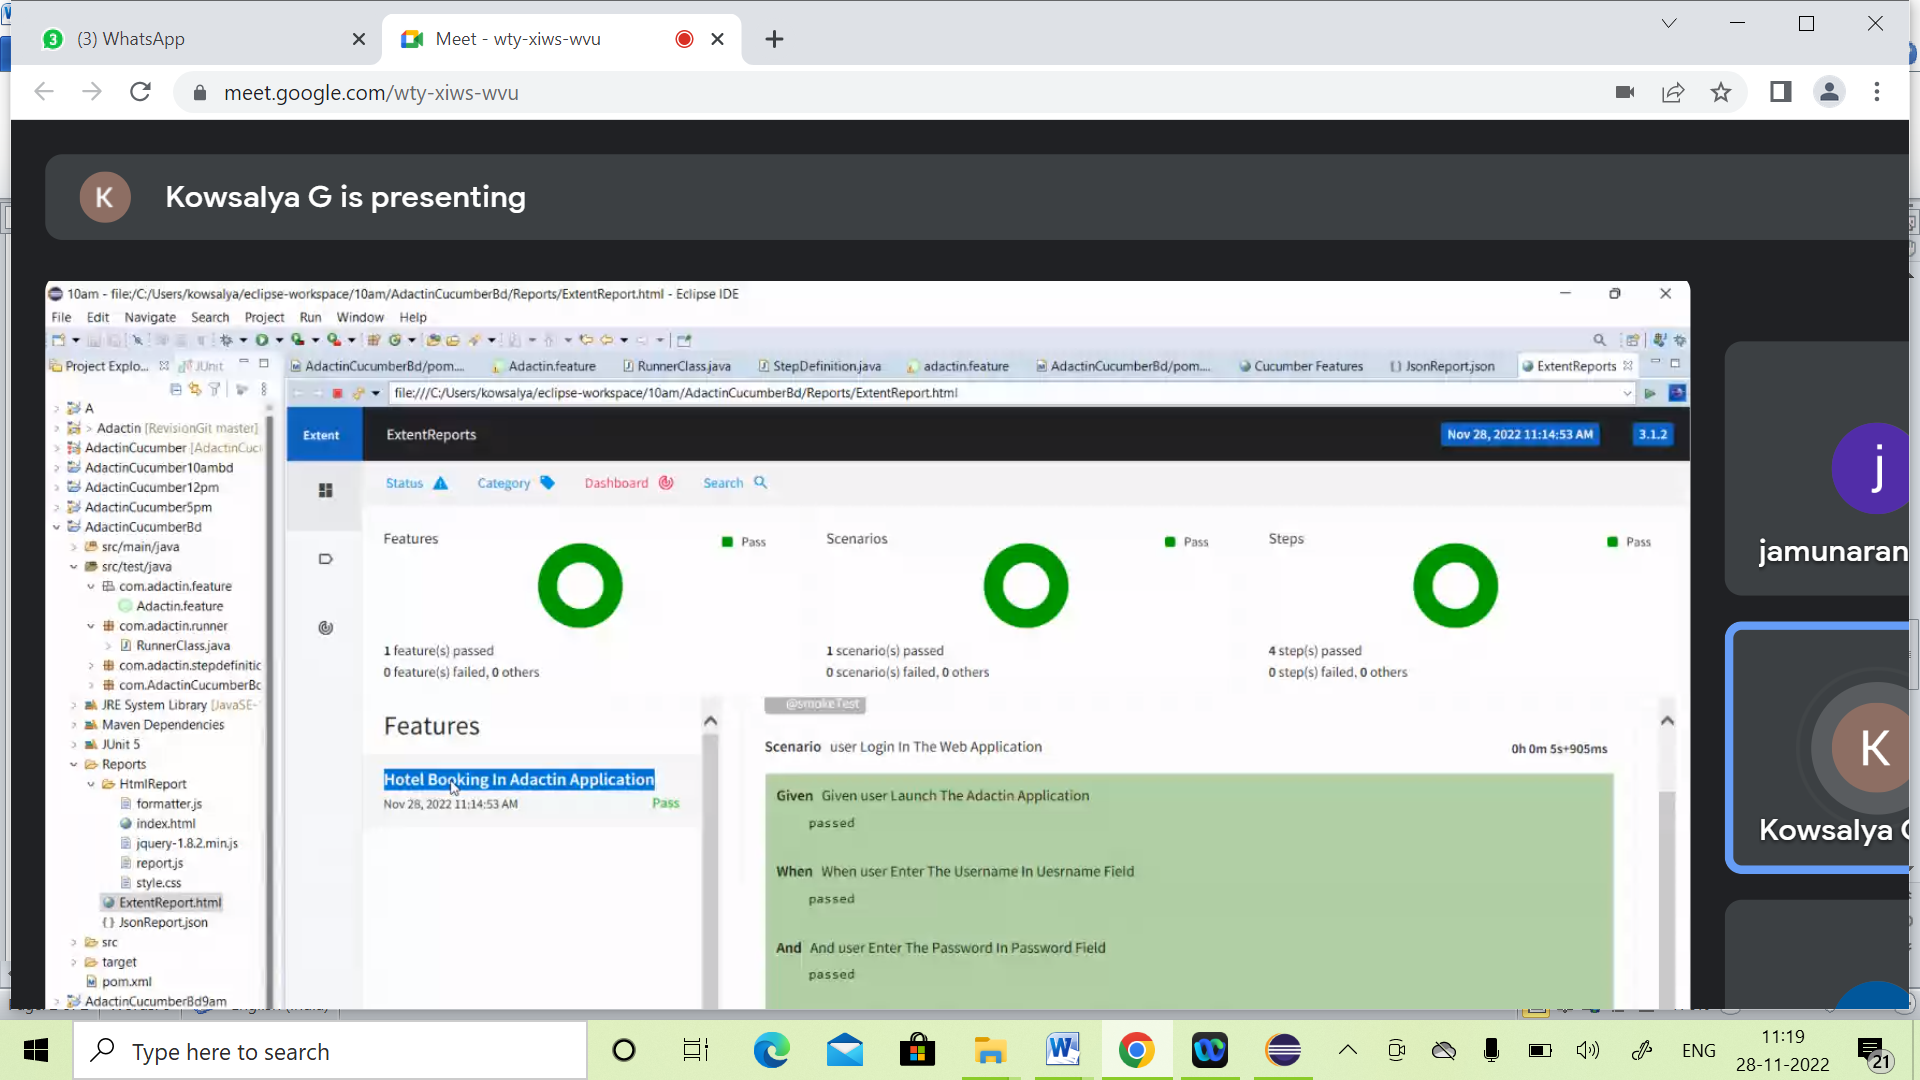 3 (3) WhatsApp
Meet - wty-xiws-wvu
meet.google.com/wty-xiws-wvu
K Kowsalya G is presenting
10am - file:/C:/Users/kowsalya/eclipse-workspace/10am/AdactinCucumberBd/Reports/ExtentReport.html - Eclipse IDE
File Edit Navigate Search Project Run Window Help
Project Explo... JUnit
AdactinCucumberBd/pom.... Adactin.feature RunnerClass.java StepDefinition.java adactin.feature AdactinCucumberBd/pom.... Cucumber Features JsonReport.json ExtentReports
file:///C:/Users/kowsalya/eclipse-workspace/10am/AdactinCucumberBd/Reports/ExtentReport.html
A
> Adactin [RevisionGit master]
AdactinCucumber [AdactinCuc
AdactinCucumber10ambd
AdactinCucumber12pm
AdactinCucumber5pm
AdactinCucumberBd
src/main/java
src/test/java
com.adactin.feature
Adactin.feature
com.adactin.runner
RunnerClass.java
com.adactin.stepdefinitic
com.AdactinCucumberBc
JRE System Library [JavaSE-
Maven Dependencies
JUnit 5
Reports
HtmlReport
formatter.js
index.html
jquery-1.8.2.min.js
report.js
style.css
ExtentReport.html
JsonReport.json
src
target
pom.xml
AdactinCucumberBd9am
Extent ExtentReports Nov 28, 2022 11:14:53 AM 3.1.2
Status Category Dashboard Search
Features Pass
1 feature(s) passed
0 feature(s) failed, 0 others
Scenarios Pass
1 scenario(s) passed
0 scenario(s) failed, 0 others
Steps Pass
4 step(s) passed
0 step(s) failed, 0 others
Features
Hotel Booking In Adactin Application
Nov 28, 2022 11:14:53 AM Pass
@smokeTest
Scenario user Login In The Web Application 0h 0m 5s+905ms
Given Given user Launch The Adactin Application
passed
When When user Enter The Username In Uesrname Field
passed
And And user Enter The Password In Password Field
passed
j
jamunaran
K
Kowsalya G
Type here to search
ENG
11:19
28-11-2022
21